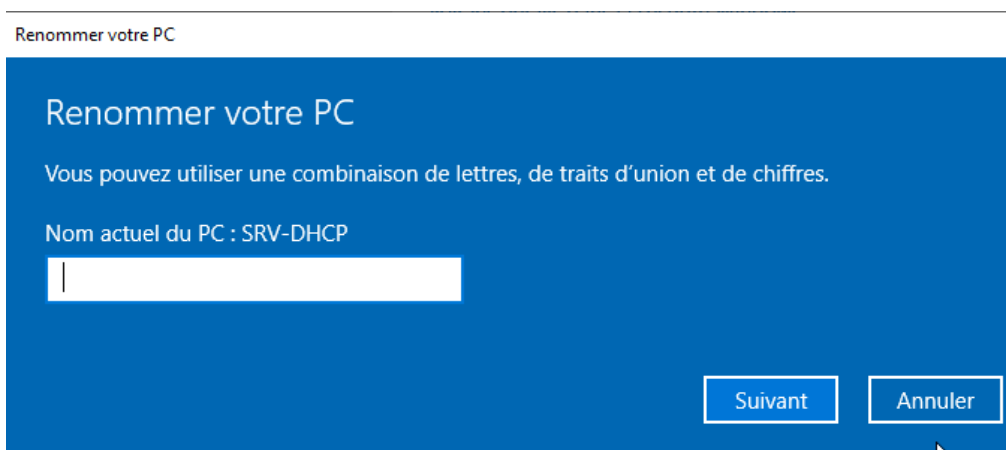 Renommer votre PC
Renommer votre PC
Vous pouvez utiliser une combinaison de lettres, de traits d’union et de chiffres.
Nom actuel du PC : SRV-DHCP
Suivant
Annuler